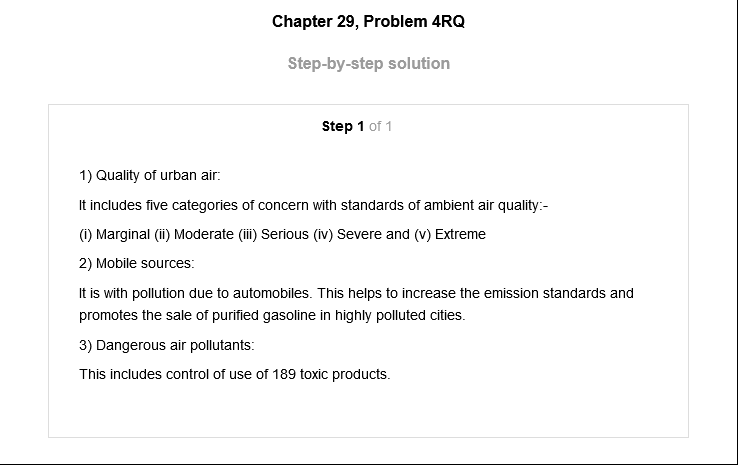 Chapter 29, Problem 4RQ
Step-by-step solution
Step 1 of 1
1) Quality of urban air:
It includes five categories of concern with standards of ambient air quality:-
(i) Marginal (ii) Moderate (iii) Serious (iv) Severe and (v) Extreme
2) Mobile sources:
It is with pollution due to automobiles. This helps to increase the emission standards and
promotes the sale of purified gasoline in highly polluted cities.
3) Dangerous air pollutants:
This includes control of use of 189 toxic products.